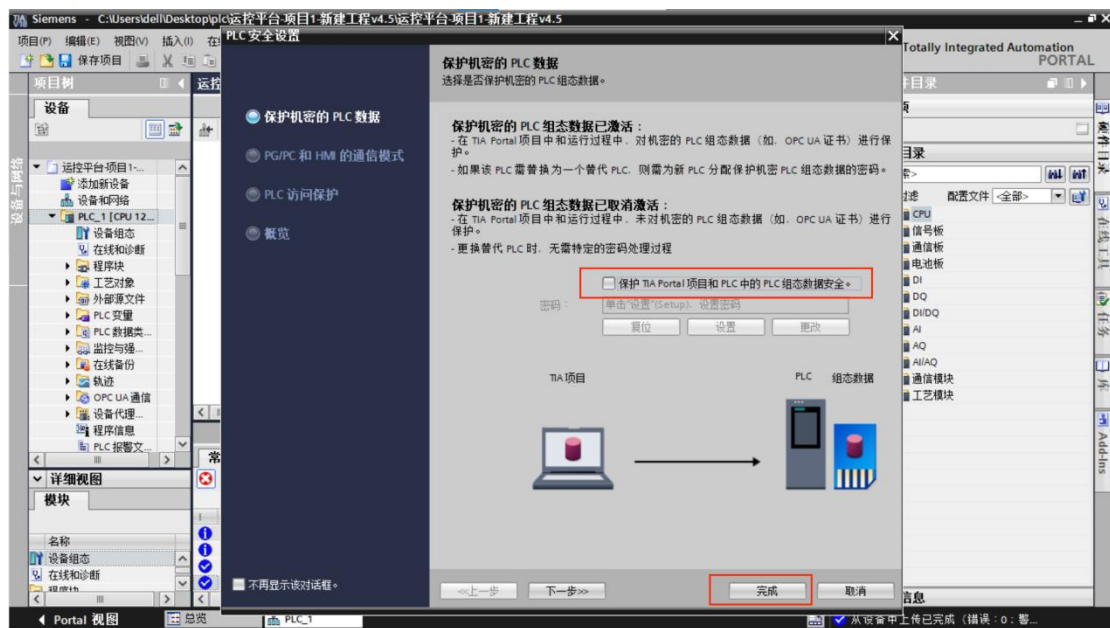 Siemens - C:\Users\dell\Desktop\plc\运控平台-项目1-新建工程v4.5\运控平台-项目1-新建工程v4.5
项目(P) 编辑(E) 视图(V) 插入(I)
Totally Integrated Automation
PORTAL
保存项目
项目树
设备
运控平台-项目1-...
添加新设备
设备和网络
PLC_1 [CPU 12...
设备组态
在线和诊断
程序块
工艺对象
外部源文件
PLC 变量
PLC 数据类...
监控与强...
在线备份
轨迹
OPC UA 通信
设备代理...
程序信息
PLC 报警文...
详细视图
模块
名称
设备组态
在线和诊断
设备与网络
PLC 安全设置
保护机密的 PLC 数据
PG/PC 和 HMI 的通信模式
PLC 访问保护
概览
不再显示该对话框。
保护机密的 PLC 数据
选择是否保护机密的 PLC 组态数据。
保护机密的 PLC 组态数据已激活：
- 在 TIA Portal 项目中和运行过程中，对机密的 PLC 组态数据（如，OPC UA 证书）进行保
护。
- 如果该 PLC 需替换为一个替代 PLC，则需为新 PLC 分配保护机密 PLC 组态数据的密码。
保护机密的 PLC 组态数据已取消激活：
- 在 TIA Portal 项目中和运行过程中，未对机密的 PLC 组态数据（如，OPC UA 证书）进行
保护。
- 更换替代 PLC 时，无需特定的密码处理过程
保护 TIA Portal 项目和 PLC 中的 PLC 组态数据安全。
密码：
单击“设置”(Setup)，设置密码
复位
设置
更改
TIA 项目
PLC 组态数据
<<上一步
下一步>>
完成
取消
配置文件 <全部>
CPU
信号板
通信板
电池板
DI
DQ
DI/DQ
AI
AQ
AI/AQ
通信模块
工艺模块
硬件目录
在线工具
任务
库
Add-Ins
Portal 视图
总览
PLC_1
从设备中上传已完成（错误：0；警...